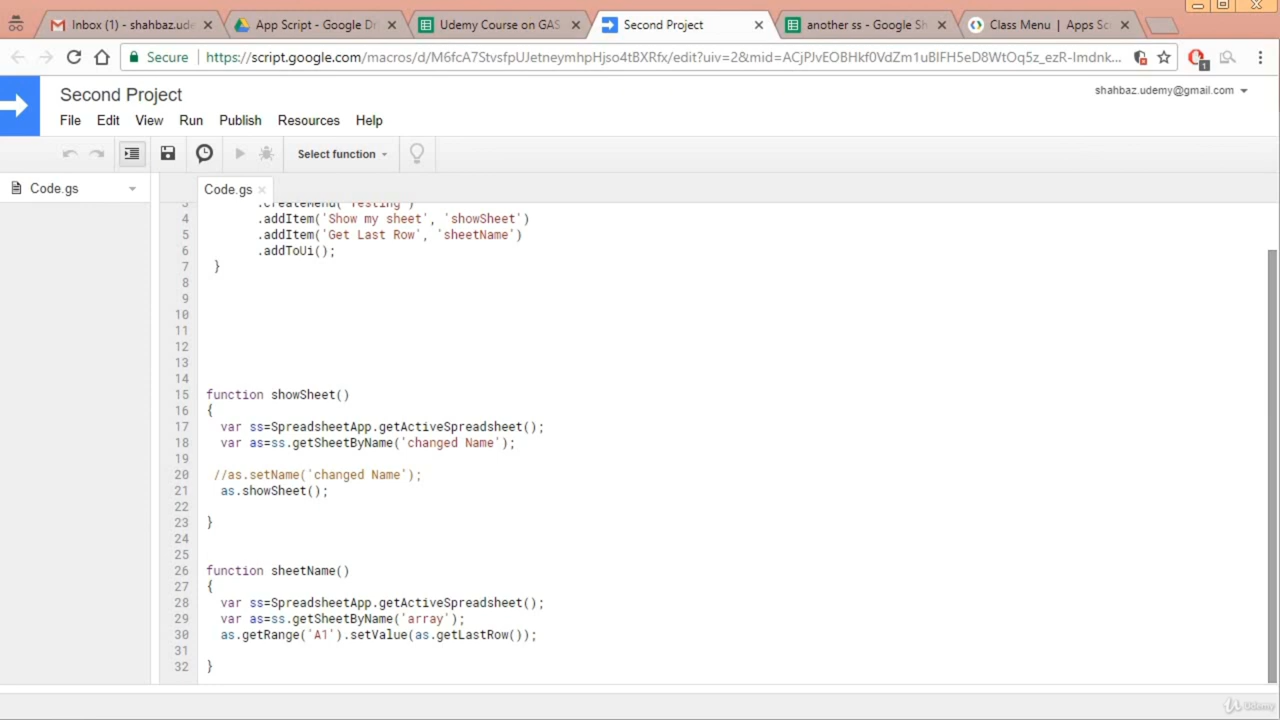 Inbox (1) - shahbaz.ude
App Script - Google Dr
Udemy Course on GAS
Second Project
another ss - Google Sh
Class Menu | Apps Sc
Secure
https://script.google.com/macros/d/M6fcA7StvsfpUJetneymhpHjso4tBXRfx/edit?uiv=2&mid=ACjPJvEOBHkf0VdZm1uBIFH5eD8WtOq5z_ezR-Imdnk...
1
Second Project
shahbaz.udemy@gmail.com
File Edit View Run Publish Resources Help
Select function
Code.gs
Code.gs
3 .createMenu('Testing')
4 .addItem('Show my sheet', 'showSheet')
5 .addItem('Get Last Row', 'sheetName')
6 .addToUi();
7 }
8
9
10
11
12
13
14
15 function showSheet()
16 {
17 var ss=SpreadsheetApp.getActiveSpreadsheet();
18 var as=ss.getSheetByName('changed Name');
19
20 //as.setName('changed Name');
21 as.showSheet();
22
23 }
24
25
26 function sheetName()
27 {
28 var ss=SpreadsheetApp.getActiveSpreadsheet();
29 var as=ss.getSheetByName('array');
30 as.getRange('A1').setValue(as.getLastRow());
31
32 }
Udemy